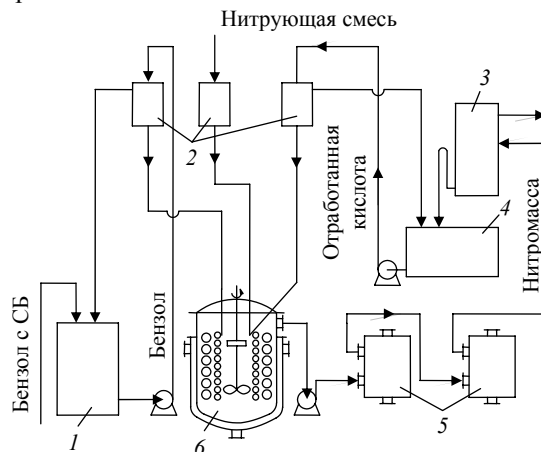 Нитрующая смесь
3
2
Отработанная
кислота
4
Нитромасса
Бензол с СБ
Бензол
1
6
5